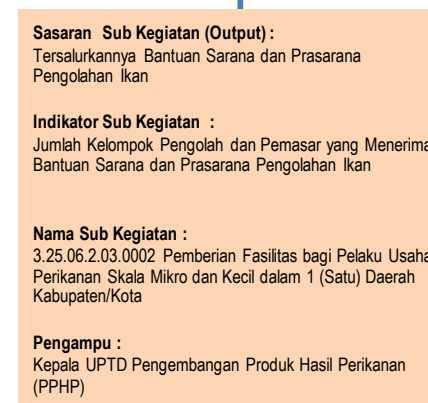 Sasaran Sub Kegiatan (Output) :
Tersalurkannya Bantuan Sarana dan Prasarana
Pengolahan Ikan
Indikator Sub Kegiatan :
Jumlah Kelompok Pengolah dan Pemasar yang Menerima
Bantuan Sarana dan Prasarana Pengolahan Ikan
Nama Sub Kegiatan :
3.25.06.2.03.0002 Pemberian Fasilitas bagi Pelaku Usaha
Perikanan Skala Mikro dan Kecil dalam 1 (Satu) Daerah
Kabupaten/Kota
Pengampu :
Kepala UPTD Pengembangan Produk Hasil Perikanan
(PPHP)